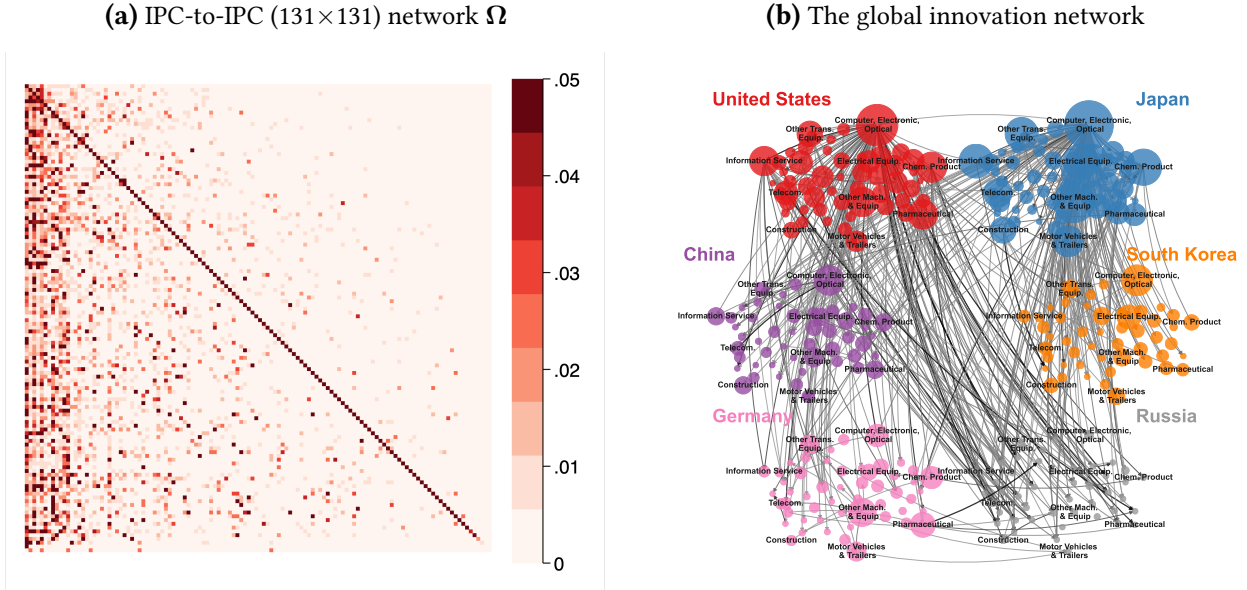 (a) IPC-to-IPC (131×131) network Ω
.05
.04
.03
.02
.01
0
(b) The global innovation network
United States
Computer, Electronic,
Optical
Other Trans.
Equip.
Information Service
Electrical Equip.
Chem. Product
Telecom.
Other Mach.
& Equip
Pharmaceutical
Construction
Motor Vehicles
& Trailers
Japan
Computer, Electronic,
Optical
Other Trans.
Equip.
Information Service
Electrical Equip.
Chem. Product
Telecom.
Other Mach.
& Equip
Pharmaceutical
Construction
Motor Vehicles
& Trailers
China
Computer, Electronic,
Optical
Other Trans.
Equip.
Information Service
Electrical Equip.
Chem. Product
Telecom.
Other Mach.
& Equip
Pharmaceutical
Construction
Motor Vehicles
& Trailers
South Korea
Computer, Electronic,
Optical
Other Trans.
Equip.
Information Service
Electrical Equip.
Chem. Product
Telecom.
Other Mach.
& Equip
Pharmaceutical
Construction
Motor Vehicles
& Trailers
Germany
Computer, Electronic,
Optical
Other Trans.
Equip.
Information Service
Electrical Equip.
Chem. Product
Telecom.
Other Mach.
& Equip
Pharmaceutical
Construction
Motor Vehicles
& Trailers
Russia
Computer, Electronic,
Optical
Other Trans.
Equip.
Information Service
Electrical Equip.
Chem. Product
Telecom.
Other Mach.
& Equip
Pharmaceutical
Construction
Motor Vehicles
& Trailers